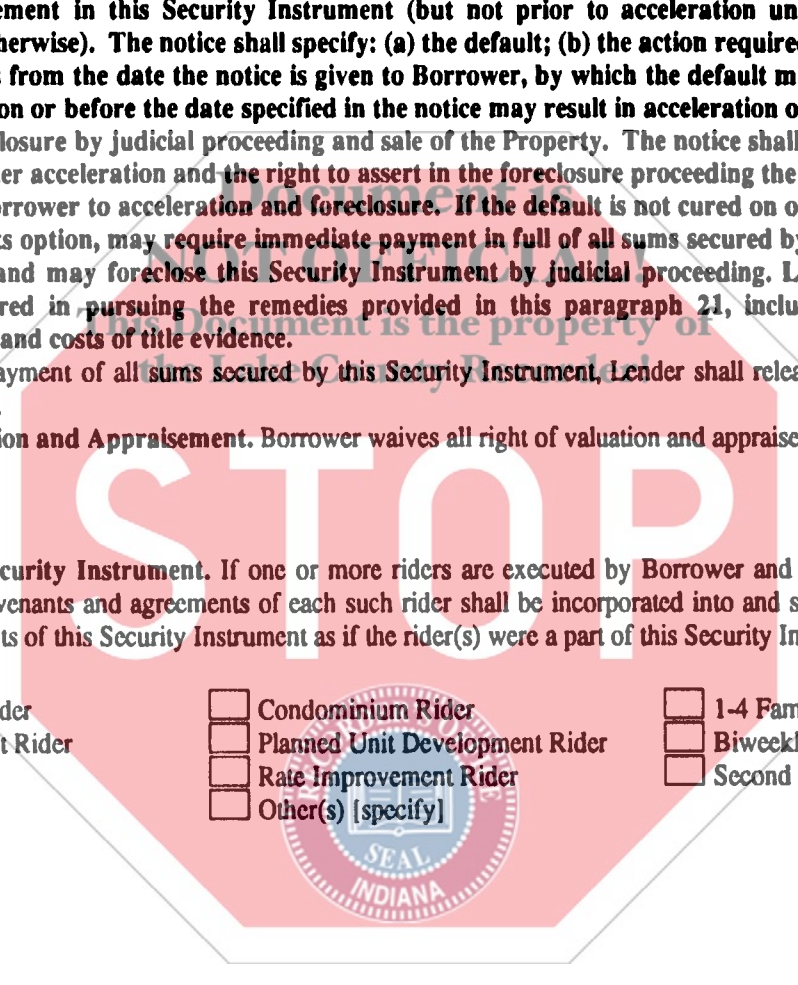 ement in this Security Instrument (but not prior to acceleration un
herwise). The notice shall specify: (a) the default; (b) the action require
s from the date the notice is given to Borrower, by which the default m
on or before the date specified in the notice may result in acceleration o
losure by judicial proceeding and sale of the Property. The notice shall
er acceleration and the right to assert in the foreclosure proceeding the
Document is
orrower to acceleration and foreclosure. If the default is not cured on o
ts option, may require immediate payment in full of all sums secured by
NOT OFFICIAL!
and may foreclose this Security Instrument by judicial proceeding. L
red in pursuing the remedies provided in this paragraph 21, inclu
This Document is the property of
and costs of title evidence.
ayment of all sums secured by this Security Instrument, Lender shall relea
the Lake County Recorder!
ion and Appraisement. Borrower waives all right of valuation and appraise
STOP
curity Instrument. If one or more riders are executed by Borrower and
venants and agreements of each such rider shall be incorporated into and s
ts of this Security Instrument as if the rider(s) were a part of this Security In
der
Condominium Rider
1-4 Fam
t Rider
Planned Unit Development Rider
Biweekl
Rate Improvement Rider
Second
Other(s) [specify]
SEAL
INDIANA